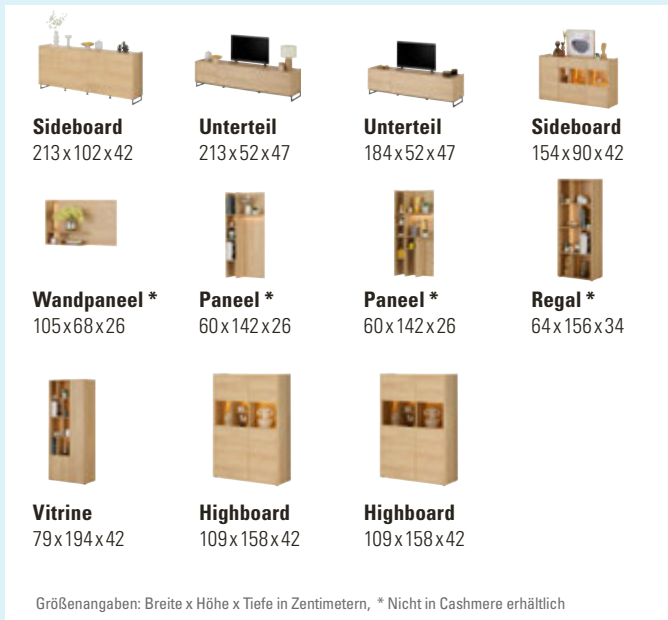 Sideboard
213 x 102 x 42
Unterteil
213 x 52 x 47
Unterteil
184 x 52 x 47
Sideboard
154 x 90 x 42
Wandpaneel *
105 x 68 x 26
Paneel *
60 x 142 x 26
Paneel *
60 x 142 x 26
Regal *
64 x 156 x 34
Vitrine
79 x 194 x 42
Highboard
109 x 158 x 42
Highboard
109 x 158 x 42
Größenangaben: Breite x Höhe x Tiefe in Zentimetern, * Nicht in Cashmere erhältlich